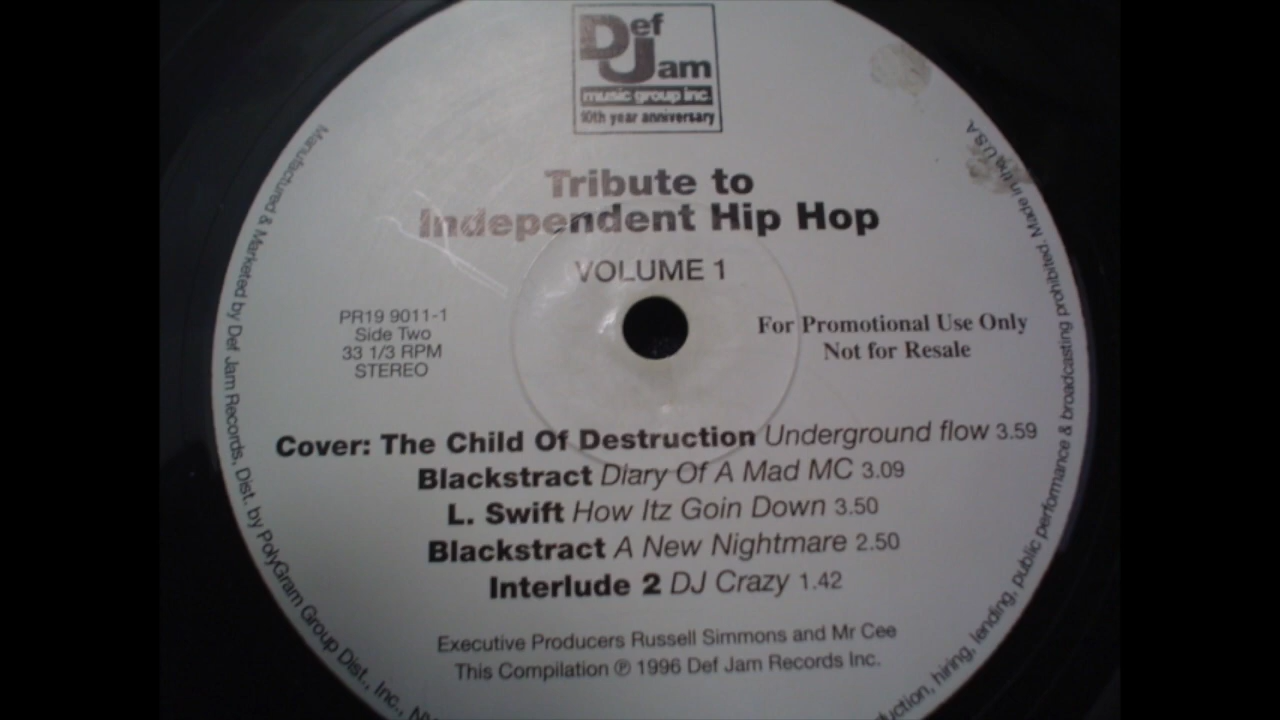 Def
Jam
music group inc.
10th year anniversary
Tribute to
Independent Hip Hop
VOLUME 1
PR19 9011-1
Side Two
33 1/3 RPM
STEREO
For Promotional Use Only
Not for Resale
Cover: The Child Of Destruction Underground flow 3.59
Blackstract Diary Of A Mad MC 3.09
L. Swift How Itz Goin Down 3.50
Blackstract A New Nightmare 2.50
Interlude 2 DJ Crazy 1.42
Executive Producers Russell Simmons and Mr Cee
This Compilation ℗ 1996 Def Jam Records Inc.
Manufactured & Marketed by Def Jam Records, Dist. by PolyGram Group Dist., Inc.,
hiring, lending, public performance & broadcasting prohibited. Made in the U.S.A.